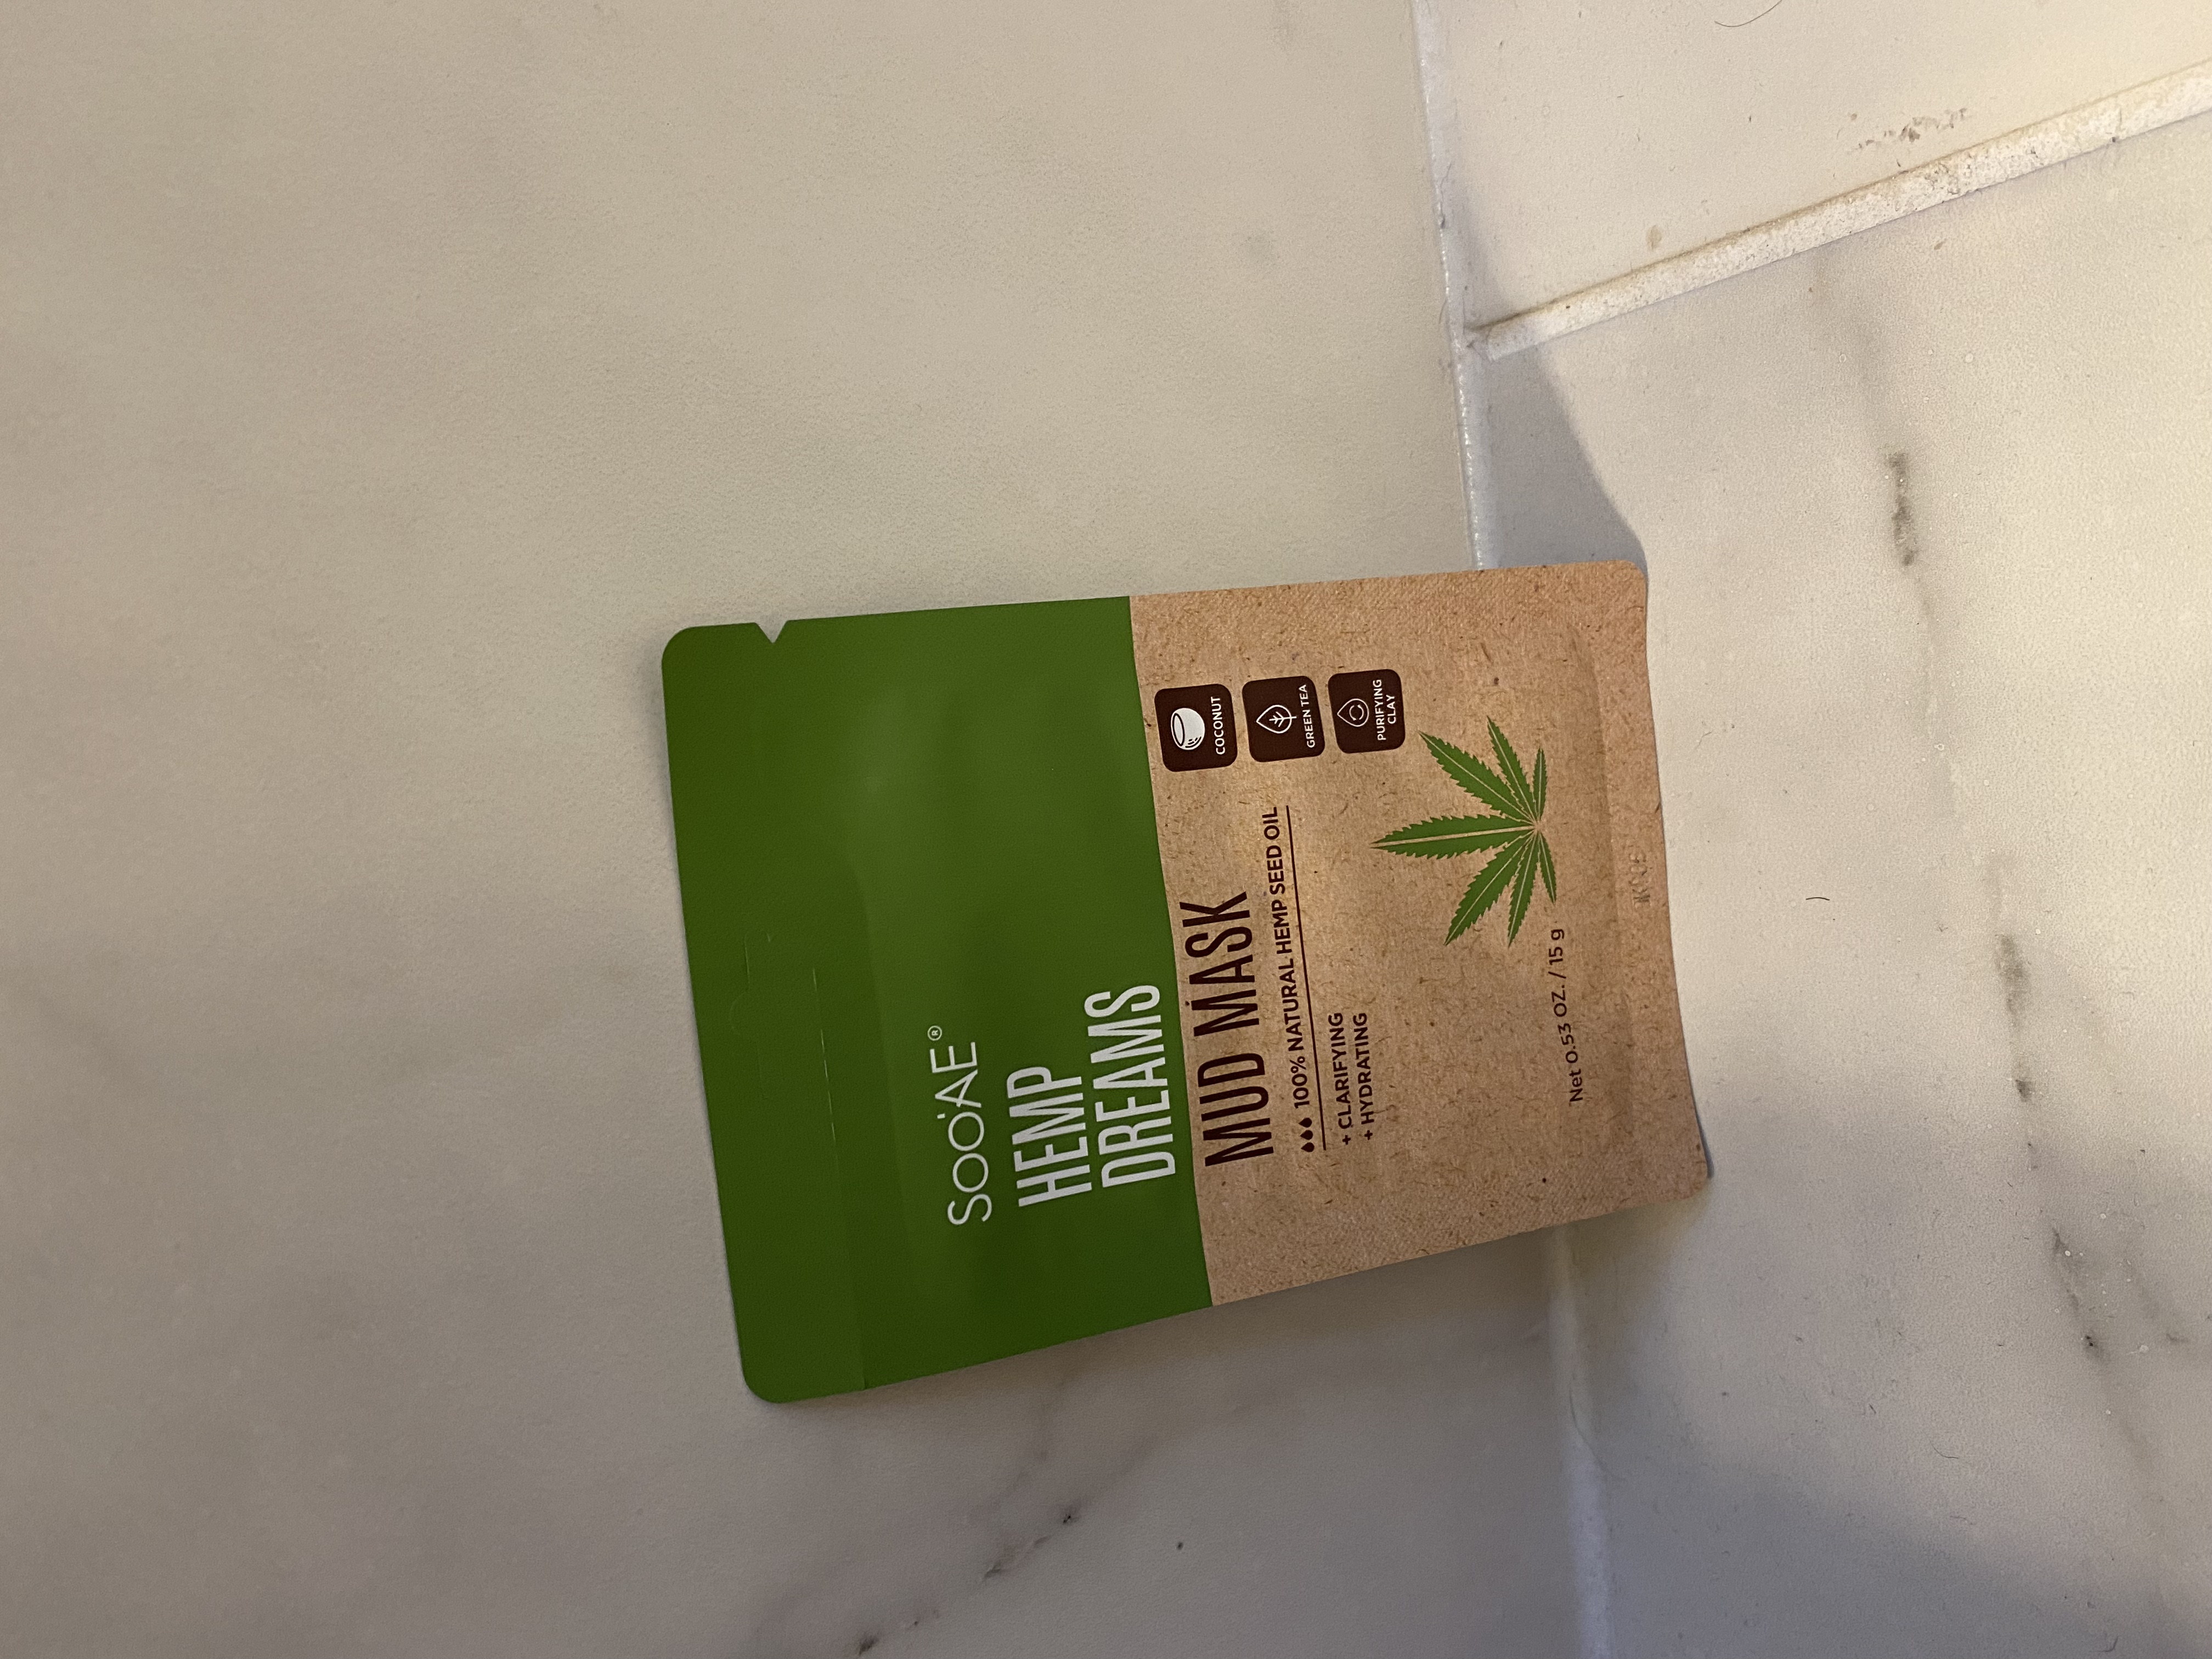 SOO'AE®
HEMP
DREAMS
MUD MASK
100% NATURAL HEMP SEED OIL
+ CLARIFYING
+ HYDRATING
COCONUT
GREEN TEA
PURIFYING
CLAY
Net 0.53 OZ. / 15 g